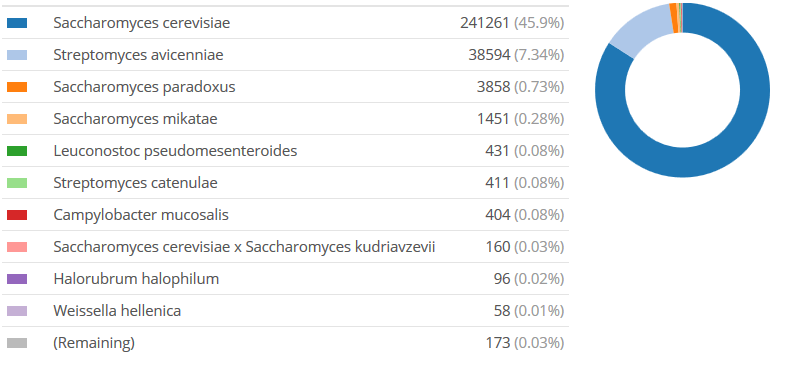 Saccharomyces cerevisiae 241261 (45.9%)
Streptomyces avicenniae 38594 (7.34%)
Saccharomyces paradoxus 3858 (0.73%)
Saccharomyces mikatae 1451 (0.28%)
Leuconostoc pseudomesenteroides 431 (0.08%)
Streptomyces catenulae 411 (0.08%)
Campylobacter mucosalis 404 (0.08%)
Saccharomyces cerevisiae x Saccharomyces kudriavzevii 160 (0.03%)
Halorubrum halophilum 96 (0.02%)
Weissella hellenica 58 (0.01%)
(Remaining) 173 (0.03%)